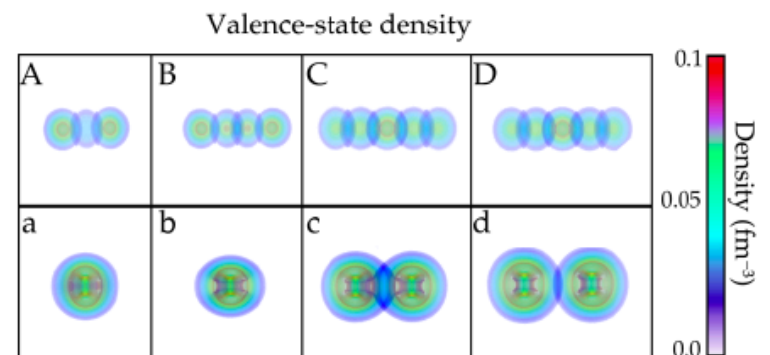 Valence-state density
A B C D
a b c d
0.1
0.05
0.0
Density (fm⁻³)